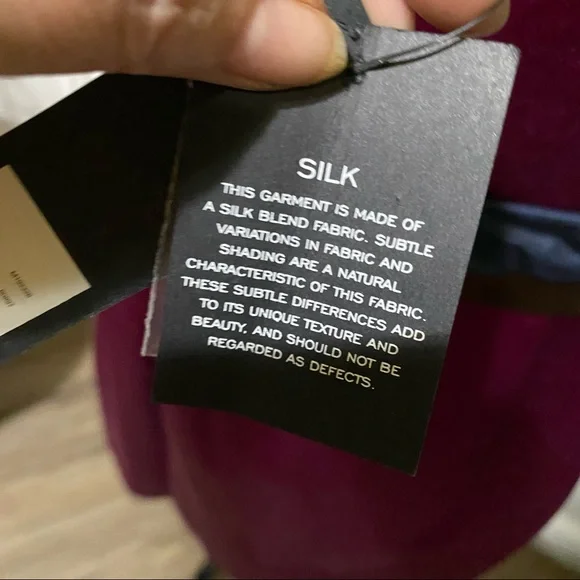 SILK
THIS GARMENT IS MADE OF
A SILK BLEND FABRIC. SUBTLE
VARIATIONS IN FABRIC AND
SHADING ARE A NATURAL
CHARACTERISTIC OF THIS FABRIC.
THESE SUBTLE DIFFERENCES ADD
TO ITS UNIQUE TEXTURE AND
BEAUTY, AND SHOULD NOT BE
REGARDED AS DEFECTS.